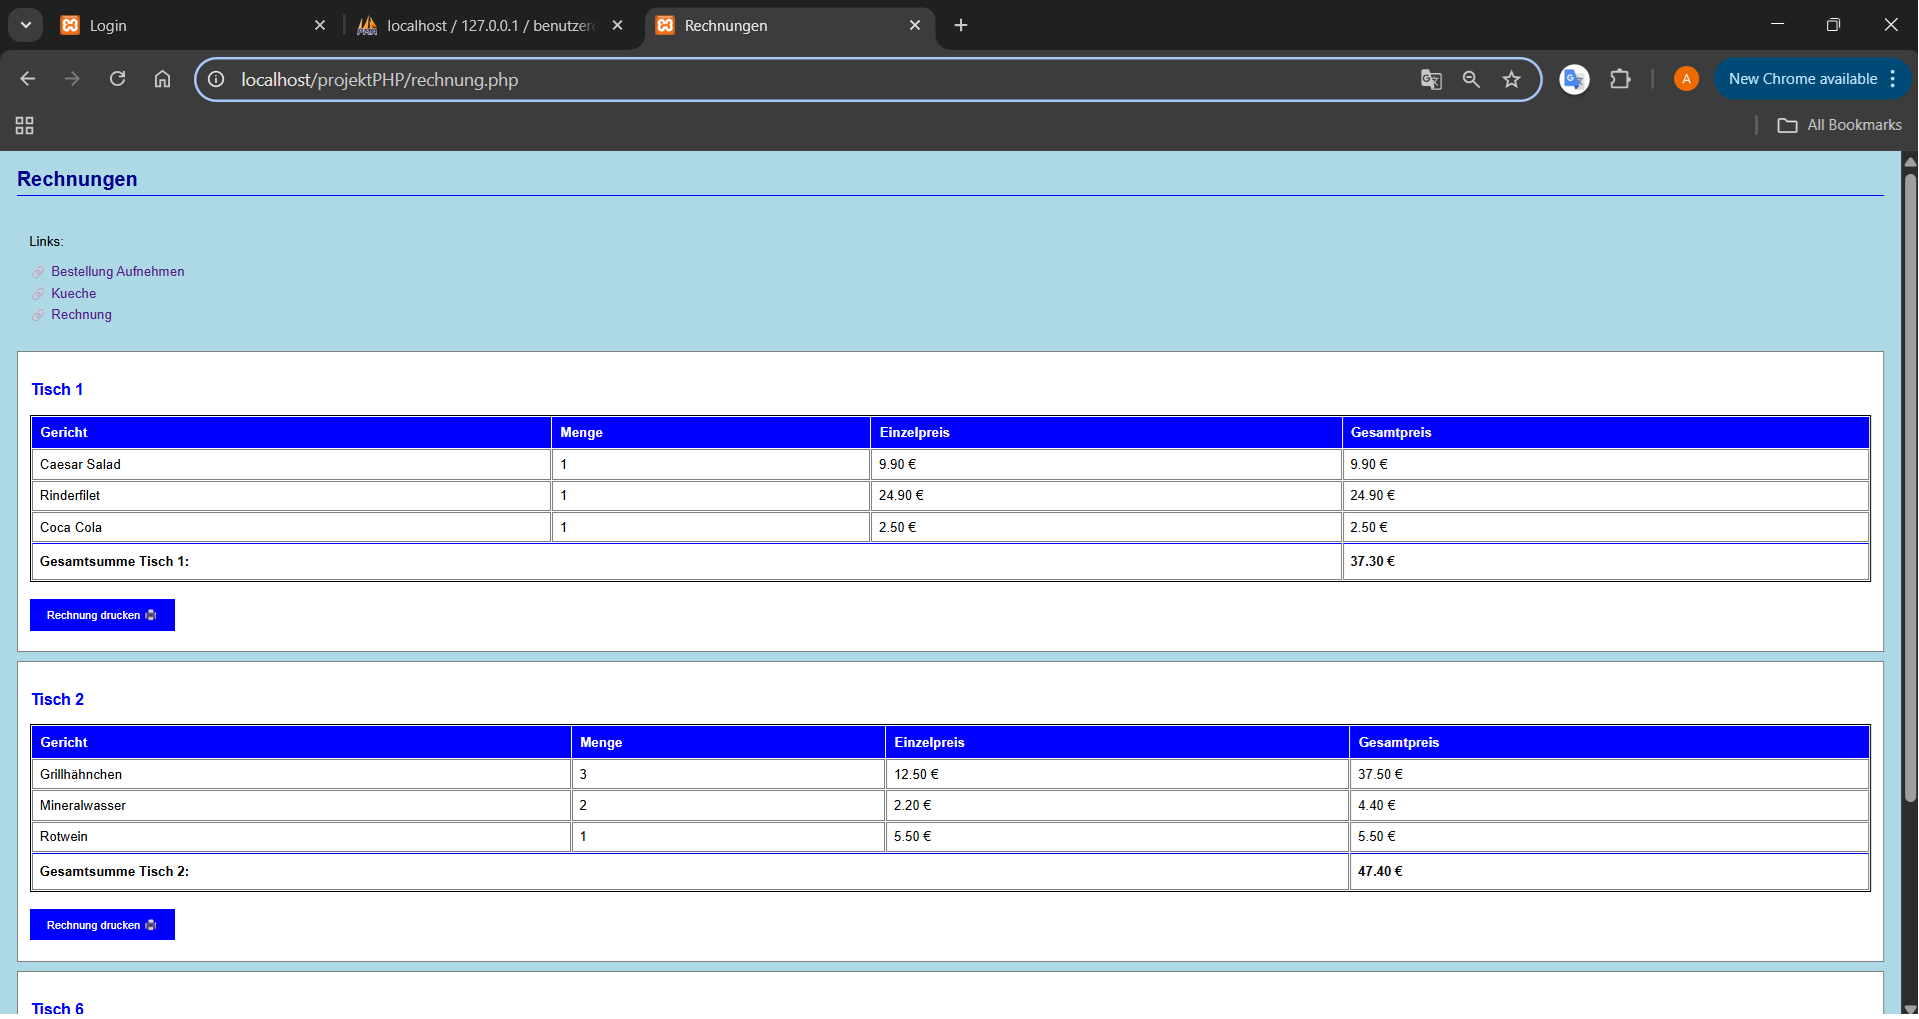 Login
localhost / 127.0.0.1 / benutzer
Rechnungen
localhost/projektPHP/rechnung.php
A
New Chrome available
All Bookmarks
Rechnungen
Links:
Bestellung Aufnehmen
Kueche
Rechnung
Tisch 1
Gericht Menge Einzelpreis Gesamtpreis
Caesar Salad 1 9.90 € 9.90 €
Rinderfilet 1 24.90 € 24.90 €
Coca Cola 1 2.50 € 2.50 €
Gesamtsumme Tisch 1: 37.30 €
Rechnung drucken
Tisch 2
Gericht Menge Einzelpreis Gesamtpreis
Grillhähnchen 3 12.50 € 37.50 €
Mineralwasser 2 2.20 € 4.40 €
Rotwein 1 5.50 € 5.50 €
Gesamtsumme Tisch 2: 47.40 €
Rechnung drucken
Tisch 6